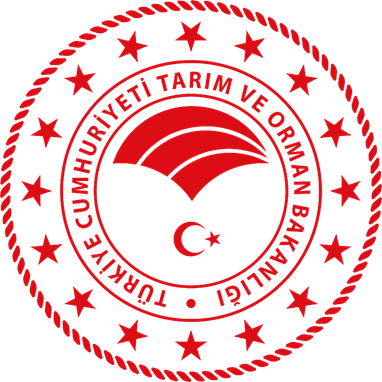 TÜRKİYE CUMHURİYETİ TARIM VE ORMAN BAKANLIĞI